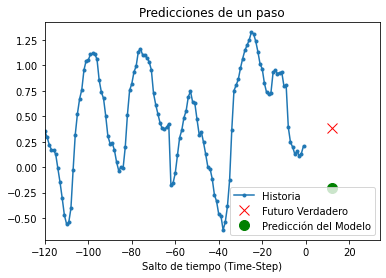 Predicciones de un paso
1.25
1.00
0.75
0.50
0.25
0.00
−0.25
−0.50
Historia
Futuro Verdadero
Predicción del Modelo
−120 −100 −80 −60 −40 −20 0 20
Salto de tiempo (Time-Step)